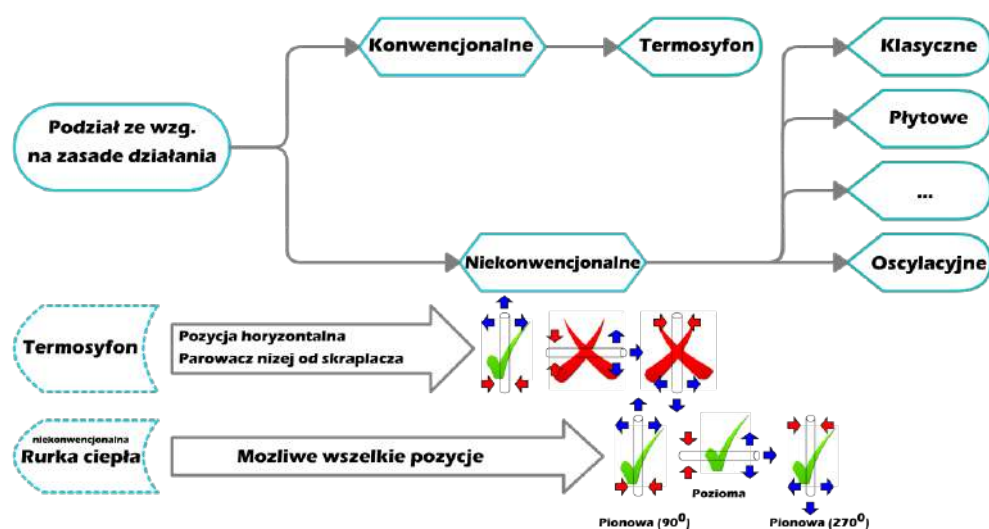 Konwencjonalne
Termosyfon
Klasyczne
Podział ze wzg.
na zasade działania
Płytowe
...
Niekonwencjonalne
Oscylacyjne
Termosyfon
Pozycja horyzontalna
Parowacz nizej od skraplacza
niekonwencjonalna
Rurka ciepła
Mozliwe wszelkie pozycje
Pozioma
Pionowa (90⁰)
Pionowa (270⁰)